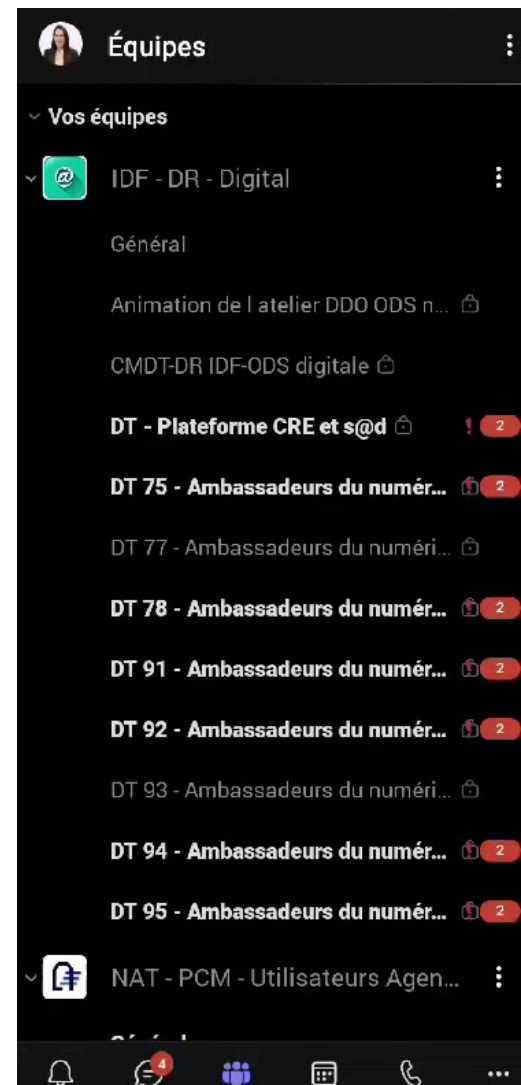 Équipes
Vos équipes
@ IDF - DR - Digital
Général
Animation de l atelier DDO ODS n...
CMDT-DR IDF-ODS digitale
DT - Plateforme CRE et s@d ! 2
DT 75 - Ambassadeurs du numér... 2
DT 77 - Ambassadeurs du numéri...
DT 78 - Ambassadeurs du numér... 2
DT 91 - Ambassadeurs du numér... 2
DT 92 - Ambassadeurs du numér... 2
DT 93 - Ambassadeurs du numéri...
DT 94 - Ambassadeurs du numér... 2
DT 95 - Ambassadeurs du numér... 2
NAT - PCM - Utilisateurs Agen...
4